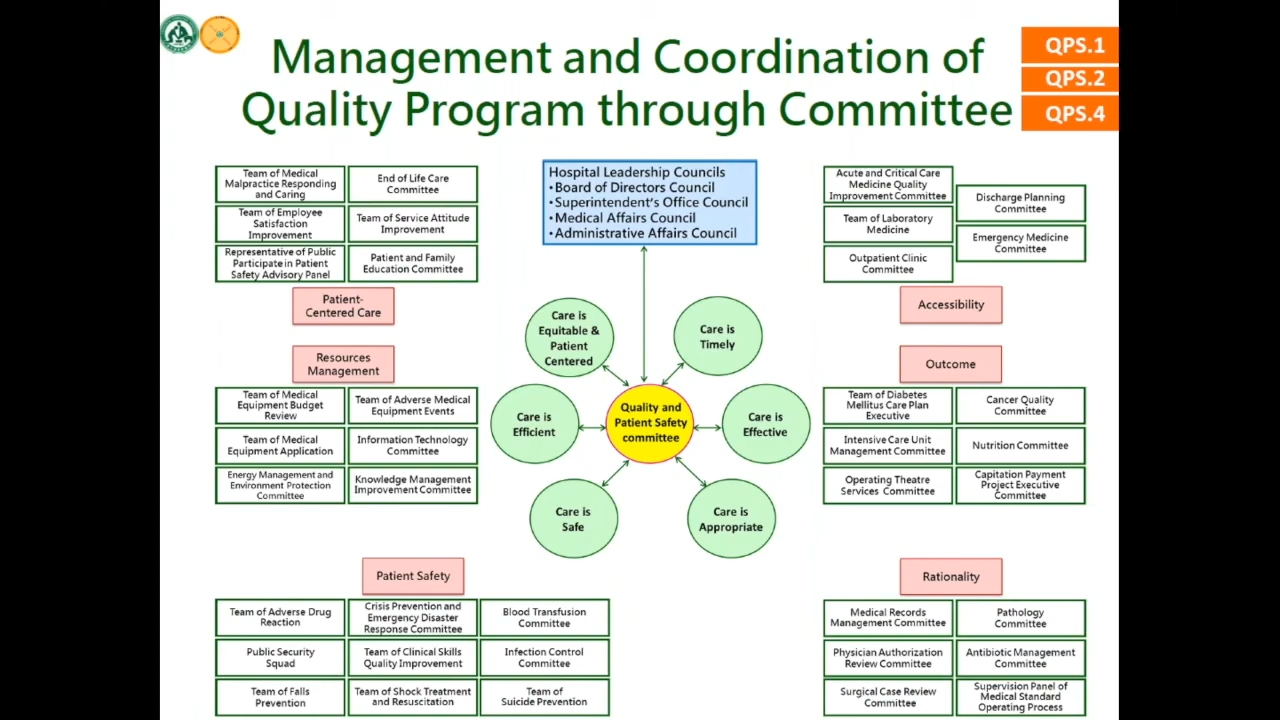 Management and Coordination of
Quality Program through Committee
QPS.1
QPS.2
QPS.4
Team of Medical
Malpractice Responding
and Caring
End of Life Care
Committee
Team of Employee
Satisfaction
Improvement
Team of Service Attitude
Improvement
Representative of Public
Participate in Patient
Safety Advisory Panel
Patient and Family
Education Committee
Patient-
Centered Care
Hospital Leadership Councils
•Board of Directors Council
•Superintendent's Office Council
•Medical Affairs Council
•Administrative Affairs Council
Acute and Critical Care
Medicine Quality
Improvement Committee
Discharge Planning
Committee
Team of Laboratory
Medicine
Emergency Medicine
Committee
Outpatient Clinic
Committee
Accessibility
Care is
Equitable &
Patient
Centered
Care is
Timely
Care is
Efficient
Quality and
Patient Safety
committee
Care is
Effective
Care is
Safe
Care is
Appropriate
Resources
Management
Team of Medical
Equipment Budget
Review
Team of Adverse Medical
Equipment Events
Team of Medical
Equipment Application
Information Technology
Committee
Energy Management and
Environment Protection
Committee
Knowledge Management
Improvement Committee
Outcome
Team of Diabetes
Mellitus Care Plan
Executive
Cancer Quality
Committee
Intensive Care Unit
Management Committee
Nutrition Committee
Operating Theatre
Services Committee
Capitation Payment
Project Executive
Committee
Patient Safety
Team of Adverse Drug
Reaction
Crisis Prevention and
Emergency Disaster
Response Committee
Blood Transfusion
Committee
Public Security
Squad
Team of Clinical Skills
Quality Improvement
Infection Control
Committee
Team of Falls
Prevention
Team of Shock Treatment
and Resuscitation
Team of
Suicide Prevention
Rationality
Medical Records
Management Committee
Pathology
Committee
Physician Authorization
Review Committee
Antibiotic Management
Committee
Surgical Case Review
Committee
Supervision Panel of
Medical Standard
Operating Process